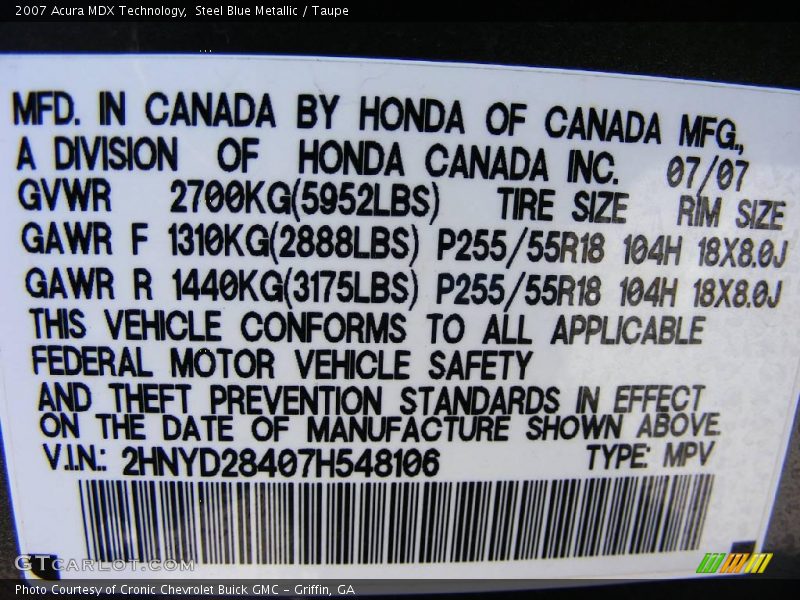 2007 Acura MDX Technology,  Steel Blue Metallic / Taupe
MFD. IN CANADA BY HONDA OF CANADA MFG.,
A DIVISION OF HONDA CANADA INC. 07/07
GVWR 2700KG(5952LBS) TIRE SIZE RIM SIZE
GAWR F 1310KG(2888LBS) P255/55R18 104H 18X8.0J
GAWR R 1440KG(3175LBS) P255/55R18 104H 18X8.0J
THIS VEHICLE CONFORMS TO ALL APPLICABLE
FEDERAL MOTOR VEHICLE SAFETY
AND THEFT PREVENTION STANDARDS IN EFFECT
ON THE DATE OF MANUFACTURE SHOWN ABOVE.
V.I.N.: 2HNYD28407H548106 TYPE: MPV
GTCARLOT.COM
Photo Courtesy of Cronic Chevrolet Buick GMC – Griffin, GA